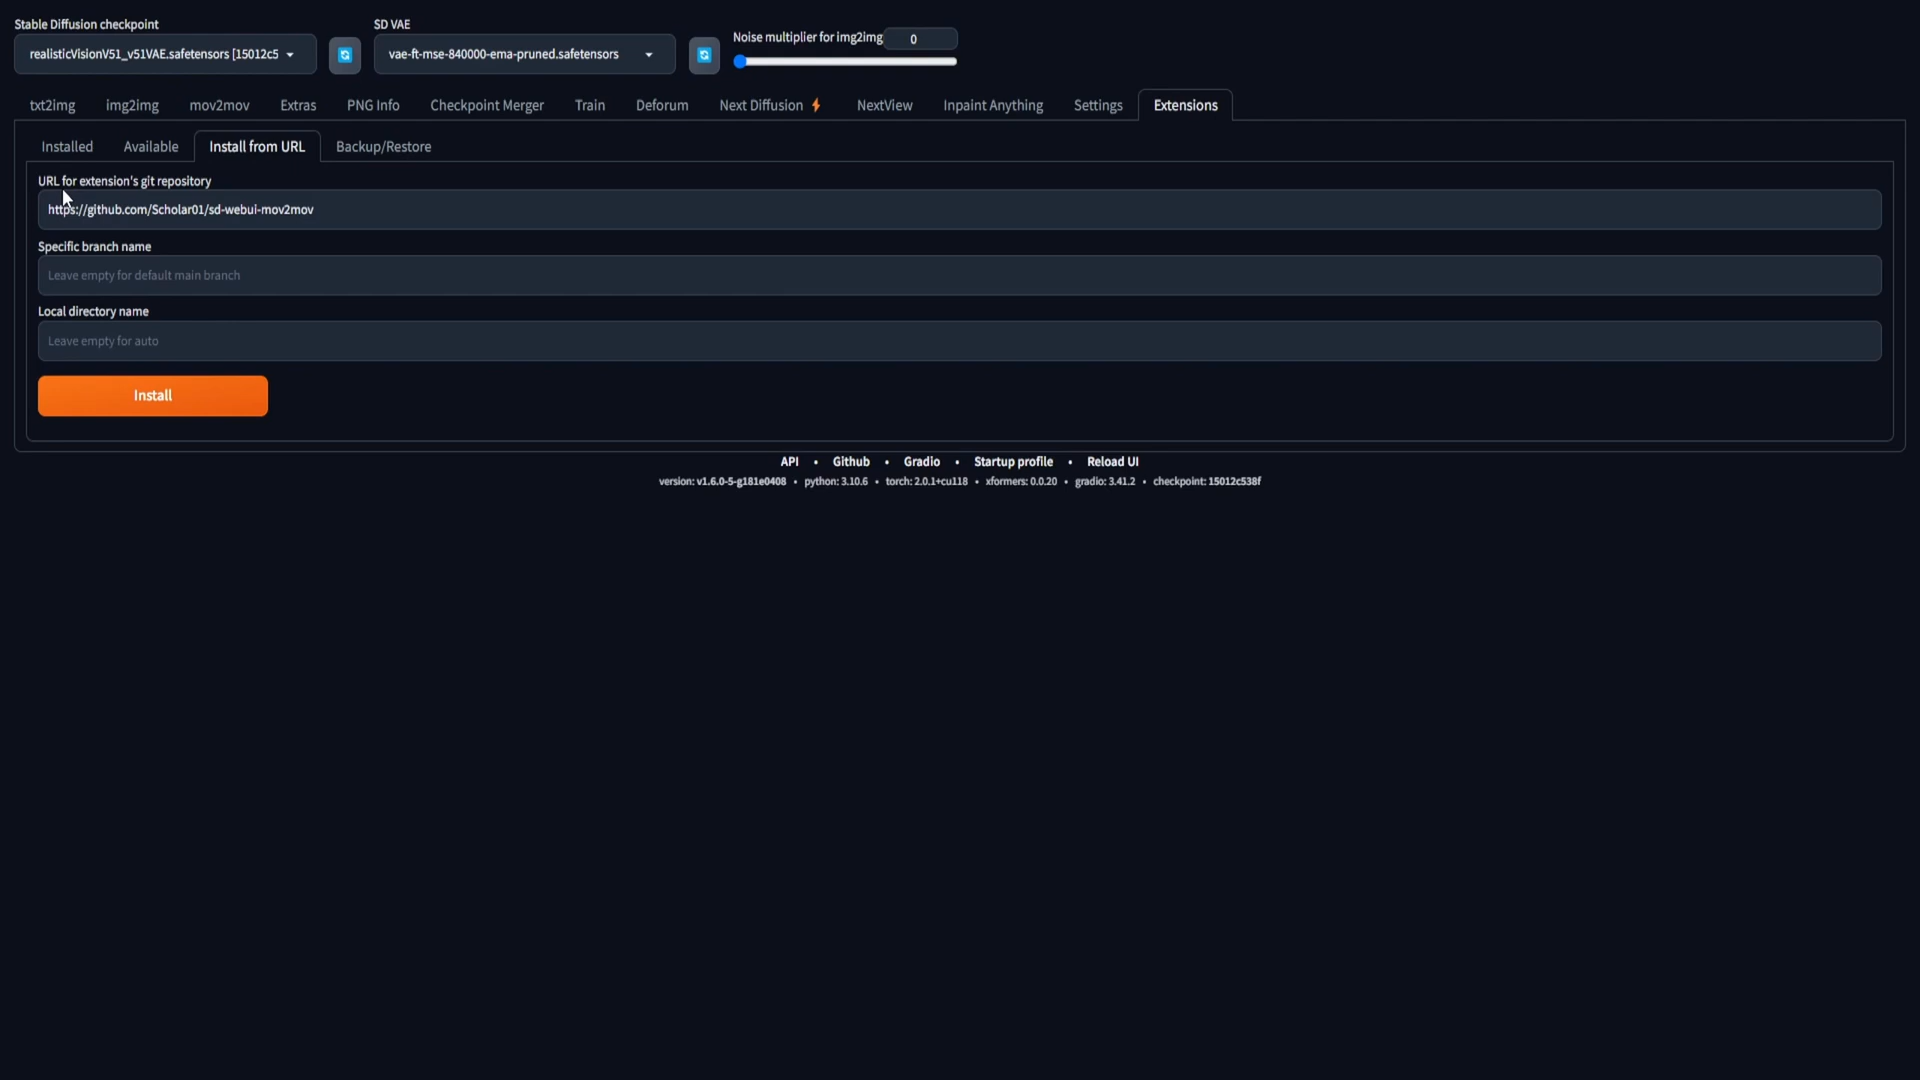 Stable Diffusion checkpoint
SD VAE
realisticVisionV51_v51VAE.safetensors [15012c5
vae-ft-mse-840000-ema-pruned.safetensors
Noise multiplier for img2img
0
txt2img img2img mov2mov Extras PNG Info Checkpoint Merger Train Deforum Next Diffusion NextView Inpaint Anything Settings Extensions
Installed Available Install from URL Backup/Restore
URL for extension's git repository
https://github.com/Scholar01/sd-webui-mov2mov
Specific branch name
Leave empty for default main branch
Local directory name
Leave empty for auto
Install
API • Github • Gradio • Startup profile • Reload UI
version: v1.6.0-5-g181e0408 • python: 3.10.6 • torch: 2.0.1+cu118 • xformers: 0.0.20 • gradio: 3.41.2 • checkpoint: 15012c538f